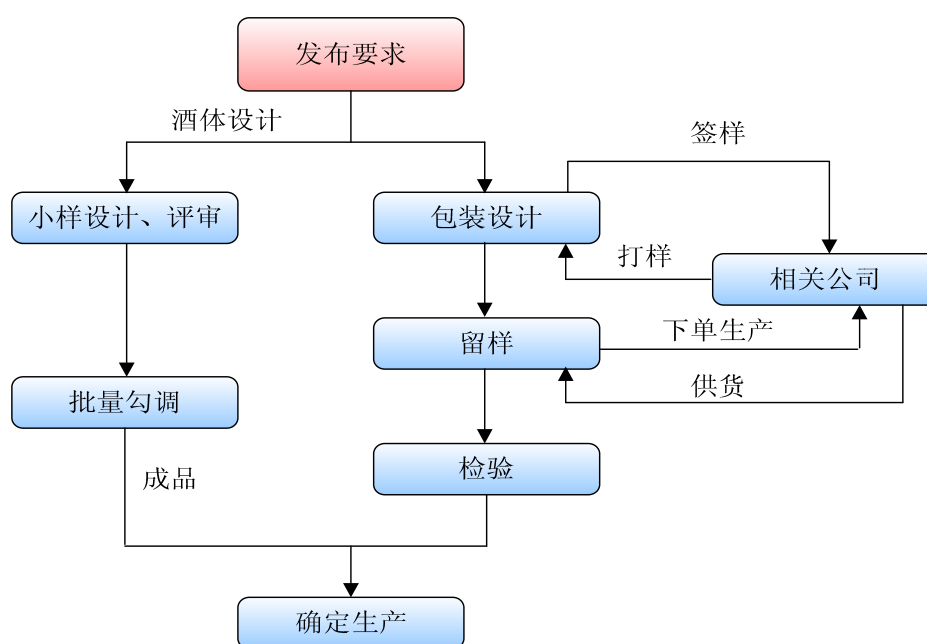 发布要求
酒体设计
签样
小样设计、评审
包装设计
打样
相关公司
留样
下单生产
供货
批量勾调
检验
成品
确定生产